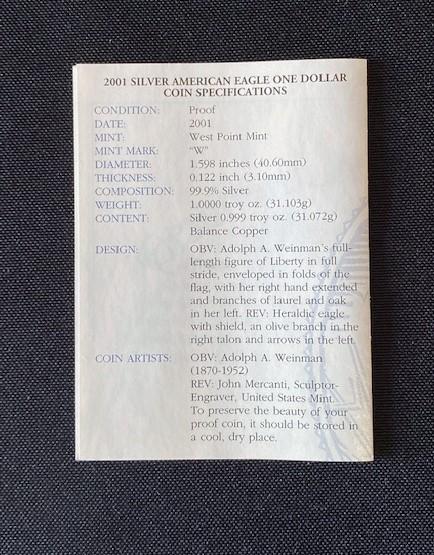 2001 SILVER AMERICAN EAGLE ONE DOLLAR
COIN SPECIFICATIONS
CONDITION: Proof
DATE: 2001
MINT: West Point Mint
MINT MARK: "W"
DIAMETER: 1.598 inches (40.60mm)
THICKNESS: 0.122 inch (3.10mm)
COMPOSITION: 99.9% Silver
WEIGHT: 1.0000 troy oz. (31.103g)
CONTENT: Silver 0.999 troy oz. (31.072g)
Balance Copper
DESIGN: OBV: Adolph A. Weinman's full-
length figure of Liberty in full
stride, enveloped in folds of the
flag, with her right hand extended
and branches of laurel and oak
in her left. REV: Heraldic eagle
with shield, an olive branch in the
right talon and arrows in the left.
COIN ARTISTS: OBV: Adolph A. Weinman
(1870-1952)
REV: John Mercanti, Sculptor-
Engraver, United States Mint.
To preserve the beauty of your
proof coin, it should be stored in
a cool, dry place.